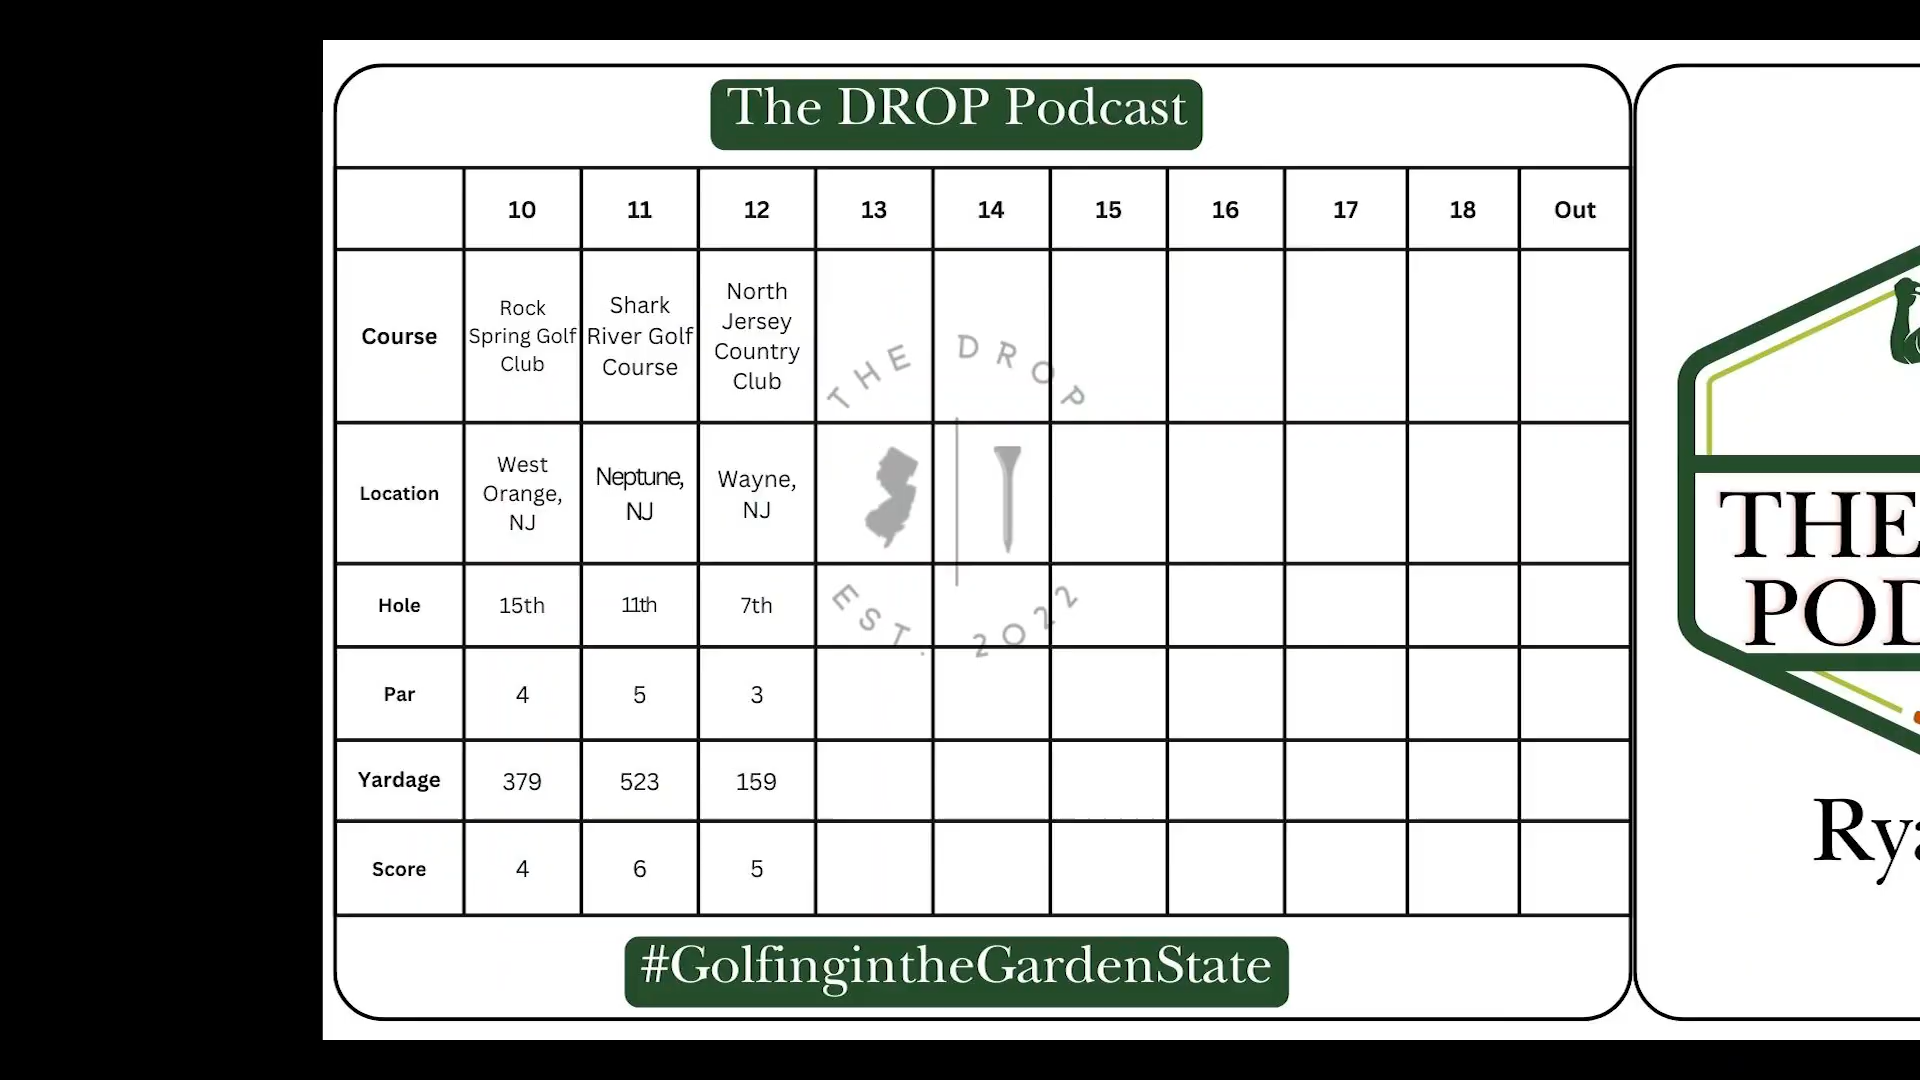 The DROP Podcast
10 11 12 13 14 15 16 17 18 Out
Course
Rock
Spring Golf
Club
Shark
River Golf
Course
North
Jersey
Country
Club
Location
West
Orange,
NJ
Neptune,
NJ
Wayne,
NJ
Hole 15th 11th 7th
Par 4 5 3
Yardage 379 523 159
Score 4 6 5
THE DROP
EST. 2022
#GolfingintheGardenState
THE